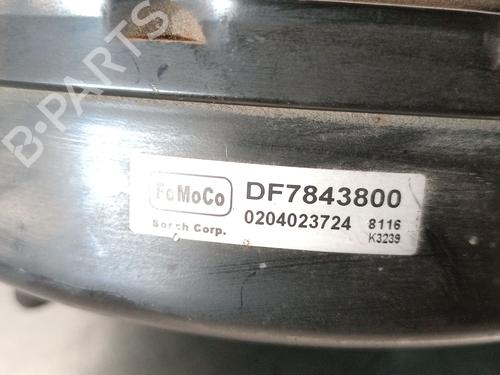 B-PARTS
FoMoCo DF7843800
Bosch Corp. 0204023724 8116
K3239